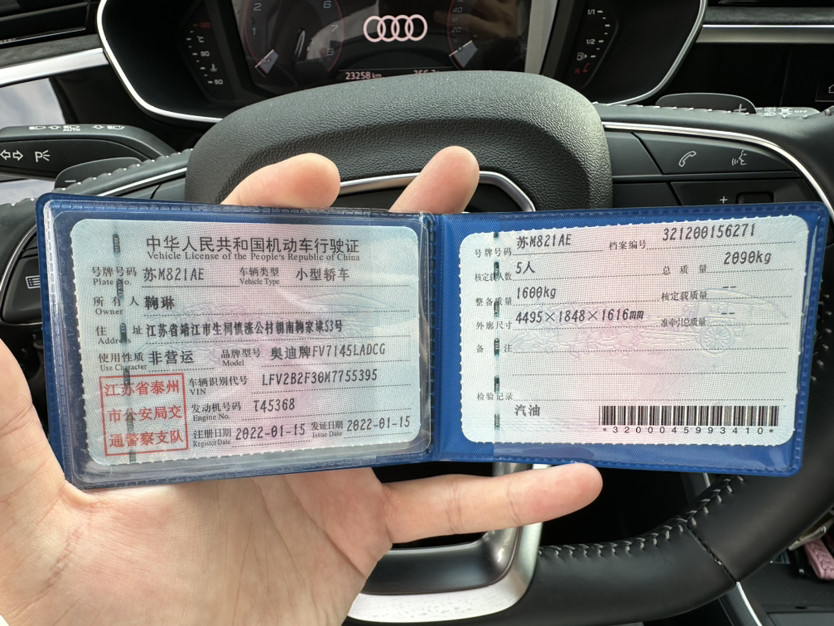 23258 km
中华人民共和国机动车行驶证
Vehicle License of the People's Republic of China
号牌号码 苏M821AE 车辆类型 小型轿车
Plate No. Vehicle Type
所有人 鞠琳
Owner
住址 江苏省靖江市生祠镇涨公村
Address
使用性质 非营运 品牌型号 奥迪牌FV7145LADCG
Use Character Model
江苏省泰州
市公安局交
通警察支队
车辆识别代号 LFV2B2F36M7755395
VIN
发动机号码 T45368
Engine No.
注册日期 2022-01-15 发证日期 2022-01-15
Register Date Issue Date
号牌号码 苏M821AE 档案编号 321200156271
核定载人数 5人 总质量 2090kg
整备质量 1600kg 核定载质量 --
外廓尺寸 4495×1848×1616mm 准牵引总质量 --
备注
检验记录
汽油
*3200045993410*